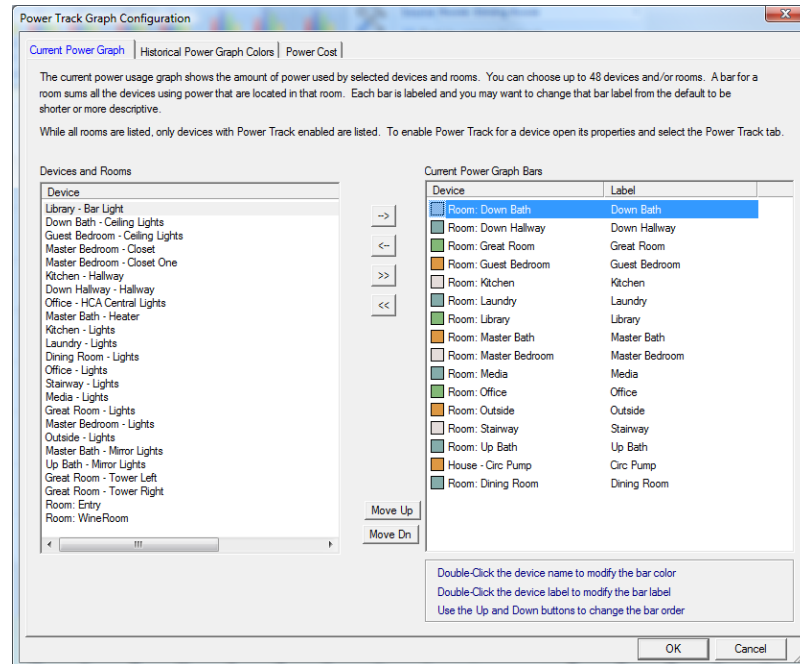 Power Track Graph Configuration
Current Power Graph
Historical Power Graph Colors
Power Cost
The current power usage graph shows the amount of power used by selected devices and rooms. You can choose up to 48 devices and/or rooms. A bar for a
room sums all the devices using power that are located in that room. Each bar is labeled and you may want to change that bar label from the default to be
shorter or more descriptive.
While all rooms are listed, only devices with Power Track enabled are listed. To enable Power Track for a device open its properties and select the Power Track tab.
Devices and Rooms
Device
Library - Bar Light
Down Bath - Ceiling Lights
Guest Bedroom - Ceiling Lights
Master Bedroom - Closet
Master Bedroom - Closet One
Kitchen - Hallway
Down Hallway - Hallway
Office - HCA Central Lights
Master Bath - Heater
Kitchen - Lights
Laundry - Lights
Dining Room - Lights
Office - Lights
Stairway - Lights
Media - Lights
Great Room - Lights
Master Bedroom - Lights
Outside - Lights
Master Bath - Mirror Lights
Up Bath - Mirror Lights
Great Room - Tower Left
Great Room - Tower Right
Room: Entry
Room: WineRoom
-->
<--
>>
<<
Move Up
Move Dn
Current Power Graph Bars
Device Label
Room: Down Bath Down Bath
Room: Down Hallway Down Hallway
Room: Great Room Great Room
Room: Guest Bedroom Guest Bedroom
Room: Kitchen Kitchen
Room: Laundry Laundry
Room: Library Library
Room: Master Bath Master Bath
Room: Master Bedroom Master Bedroom
Room: Media Media
Room: Office Office
Room: Outside Outside
Room: Stairway Stairway
Room: Up Bath Up Bath
House - Circ Pump Circ Pump
Room: Dining Room Dining Room
Double-Click the device name to modify the bar color
Double-Click the device label to modify the bar label
Use the Up and Down buttons to change the bar order
OK
Cancel